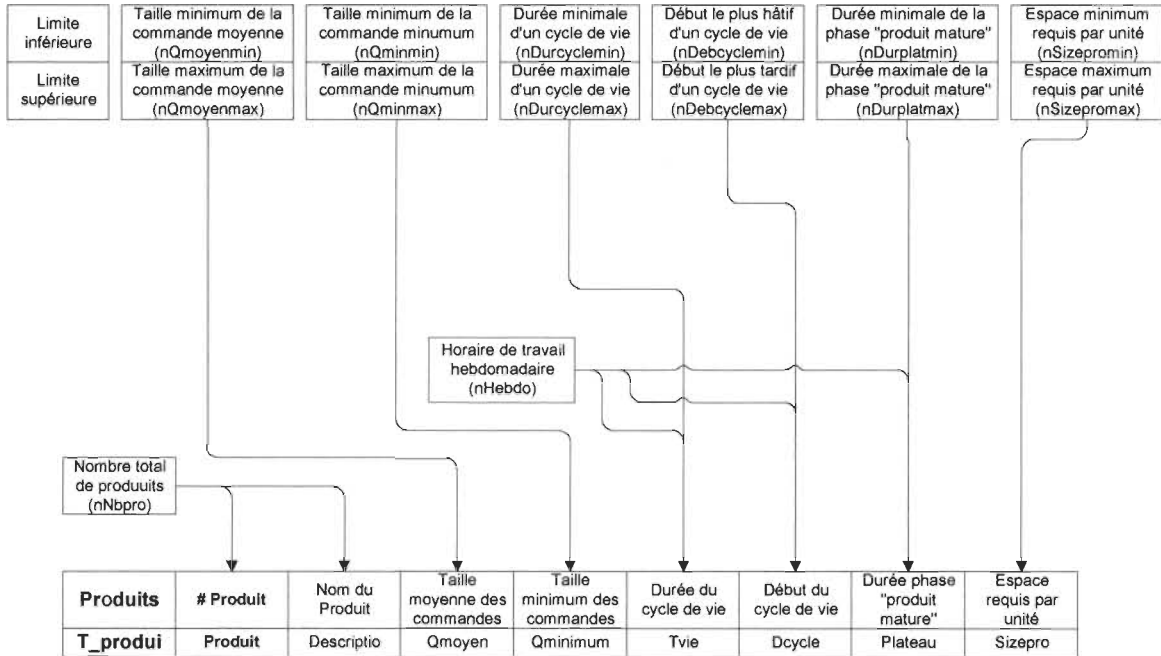 Limite
inférieure
Taille minimum de la
commande moyenne
(nQmoyenmin)
Taille minimum de la
commande minumum
(nQminmin)
Durée minimale
d'un cycle de vie
(nDurcyclemin)
Début le plus hâtif
d'un cycle de vie
(nDebcyclemin)
Durée minimale de la
phase "produit mature"
(nDurplatmin)
Espace minimum
requis par unité
(nSizepromin)
Limite
supérieure
Taille maximum de la
commande moyenne
(nQmoyenmax)
Taille maximum de la
commande minumum
(nQminmax)
Durée maximale
d'un cycle de vie
(nDurcyclemax)
Début le plus tardif
d'un cycle de vie
(nDebcyclemax)
Durée maximale de la
phase "produit mature"
(nDurplatmax)
Espace maximum
requis par unité
(nSizepromax)
Horaire de travail
hebdomadaire
(nHebdo)
Nombre total
de produuits
(nNbpro)
Produits
# Produit
Nom du
Produit
Taille
moyenne des
commandes
Taille
minimum des
commandes
Durée du
cycle de vie
Début du
cycle de vie
Durée phase
"produit
mature"
Espace
requis par
unité
T_produi
Produit
Descriptio
Qmoyen
Qminimum
Tvie
Dcycle
Plateau
Sizepro